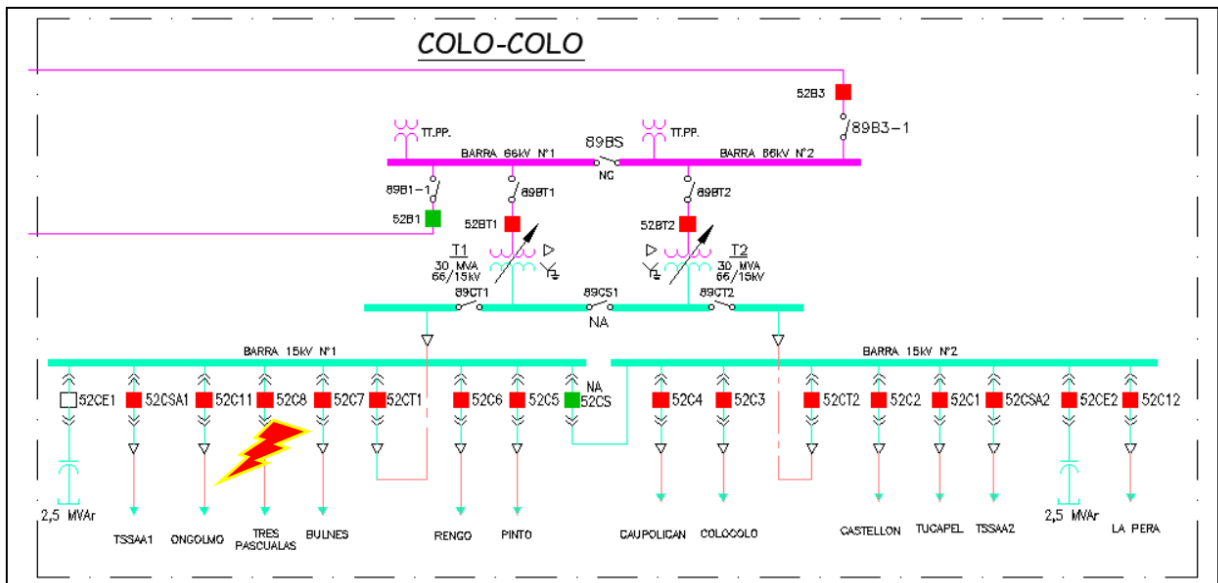 COLO-COLO
52B3
89B3-1
TT.PP.
89BS
TT.PP.
BARRA 66kV N°1
BARRA 66kV N°2
NC
89B1-1
89BT1
89BT2
52B1
52BT1
52BT2
T1
30 MVA
66/15kV
T2
30 MVA
66/15kV
89CT1
89CS1
89CT2
NA
BARRA 15kV N°1
BARRA 15kV N°2
NA
52CE1
52CSA1
52C11
52C8
52C7
52CT1
52C6
52C5
52CS
52C4
52C3
52CT2
52C2
52C1
52CSA2
52CE2
52C12
2,5 MVAr
TSSAA1
ONGOLMO
TRES
PASCUALAS
BULNES
RENGO
PINTO
CAUPOLICAN
COLOCOLO
CASTELLON
TUCAPEL
TSSAA2
2,5 MVAr
LA PERA